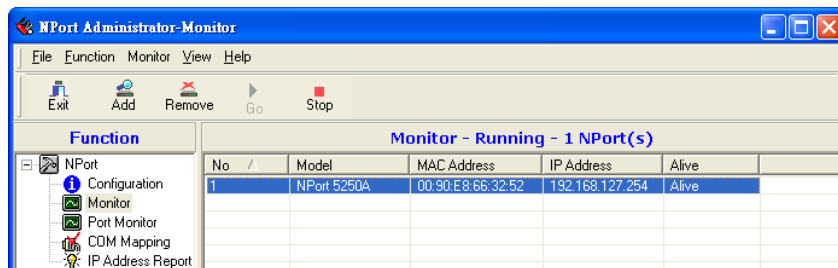 NPort Administrator-Monitor
File Function Monitor View Help
Exit Add Remove Go Stop
Function
Monitor - Running - 1 NPort(s)
NPort
Configuration
Monitor
Port Monitor
COM Mapping
IP Address Report
No Model MAC Address IP Address Alive
1 NPort 5250A 00:90:E8:66:32:52 192.168.127.254 Alive